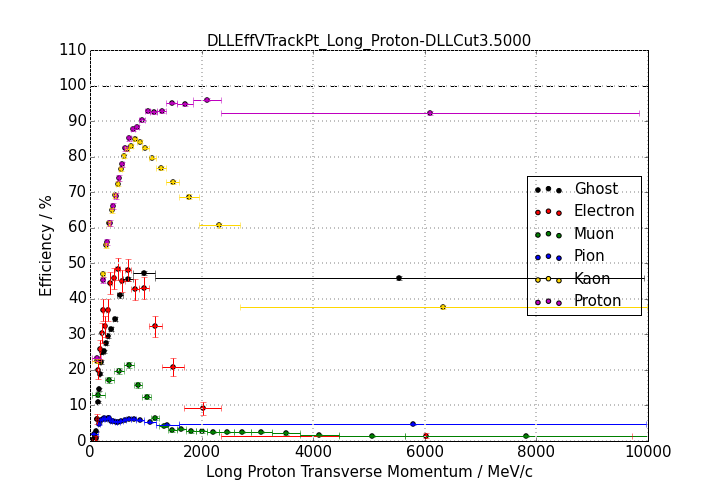 DLLEffVTrackPt_Long_Proton-DLLCut3.5000
110
100
90
80
70
60
50
40
30
20
10
0
Efficiency / %
Ghost
Electron
Muon
Pion
Kaon
Proton
0 2000 4000 6000 8000 10000
Long Proton Transverse Momentum / MeV/c